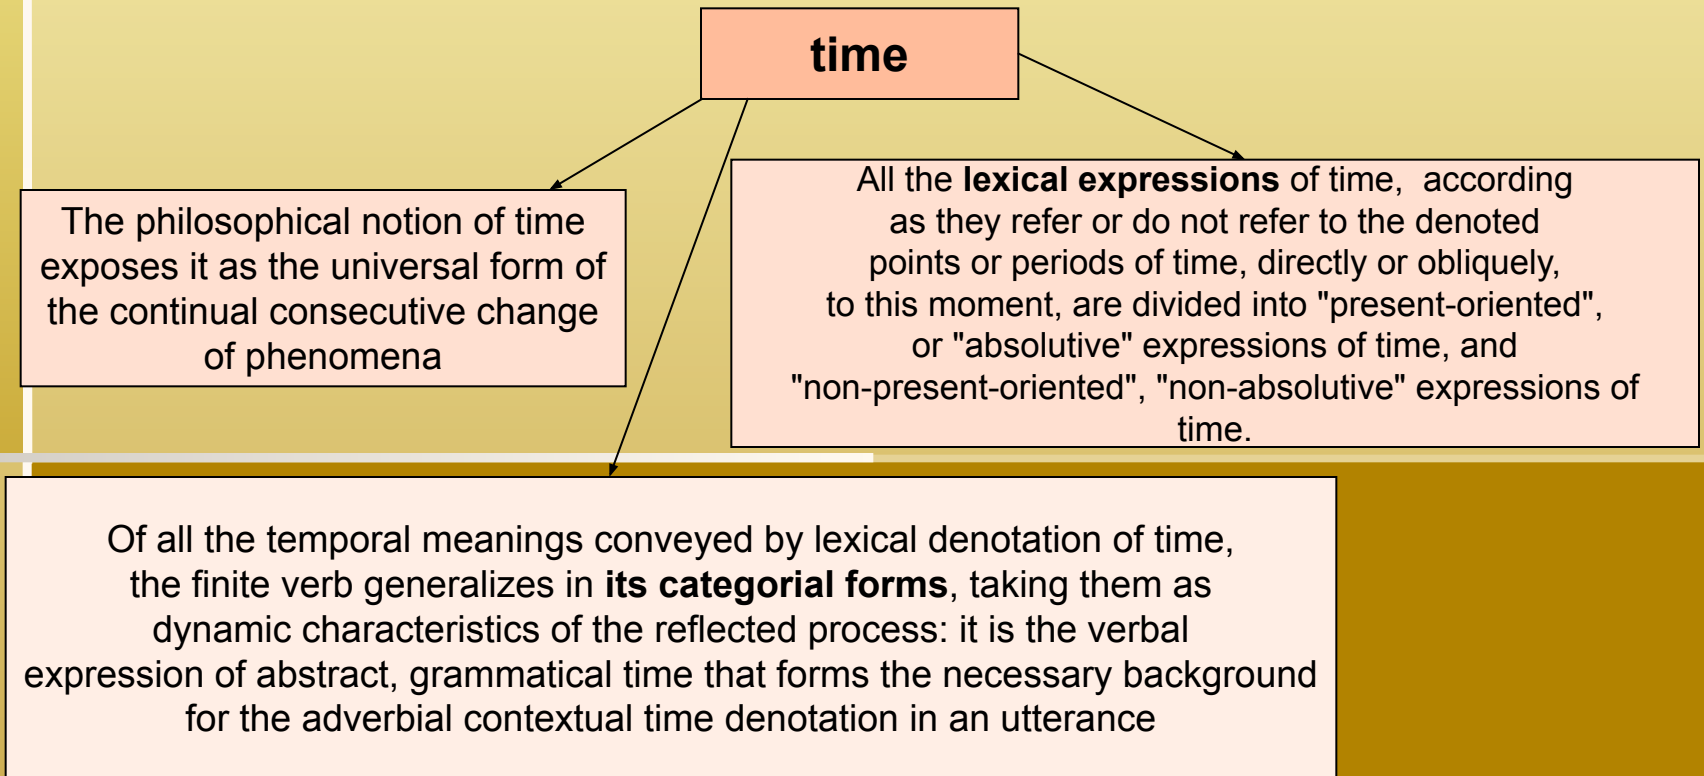 time
The philosophical notion of time
exposes it as the universal form of
the continual consecutive change
of phenomena
All the lexical expressions of time, according
as they refer or do not refer to the denoted
points or periods of time, directly or obliquely,
to this moment, are divided into "present-oriented",
or "absolutive" expressions of time, and
"non-present-oriented", "non-absolutive" expressions of
time.
Of all the temporal meanings conveyed by lexical denotation of time,
the finite verb generalizes in its categorial forms, taking them as
dynamic characteristics of the reflected process: it is the verbal
expression of abstract, grammatical time that forms the necessary background
for the adverbial contextual time denotation in an utterance